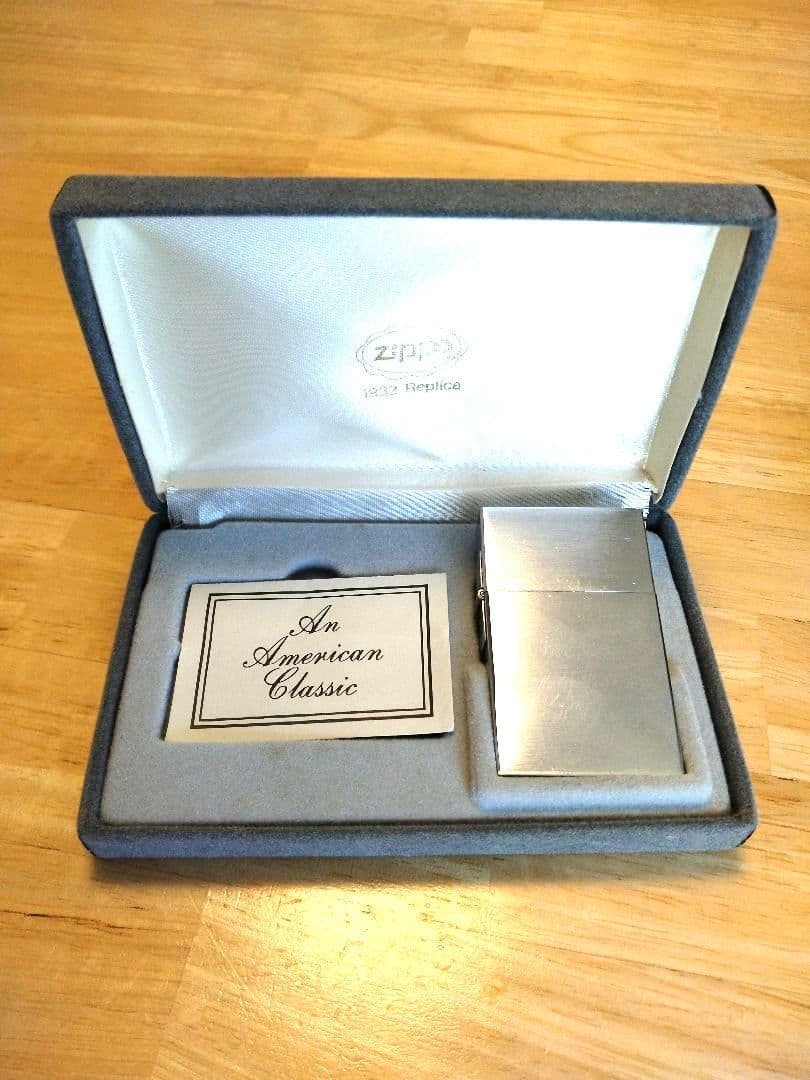 zippo
1932 Replica
An
American
Classic